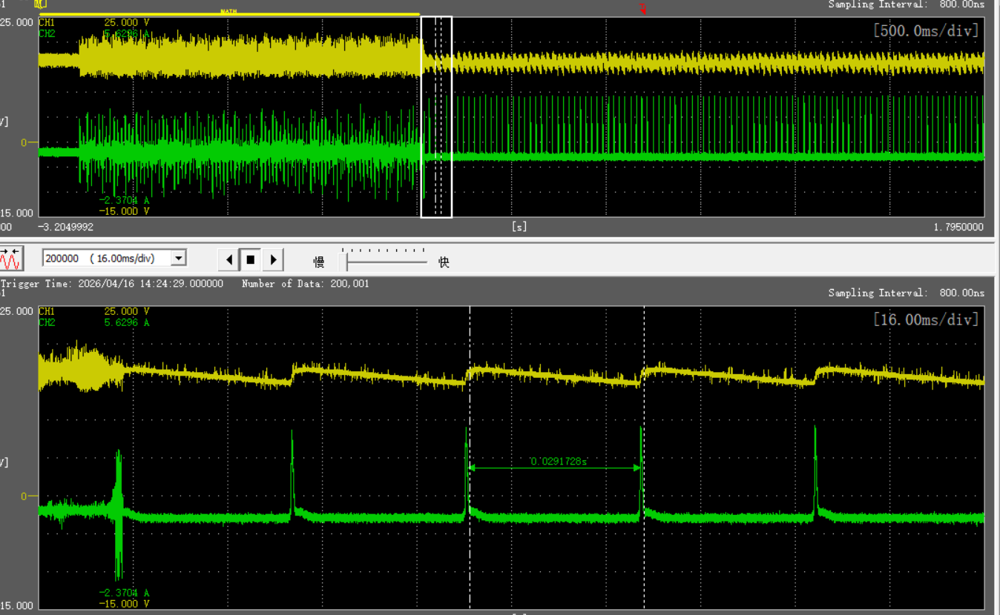 Sampling Interval: 800.00ns
MATH
25.000 CH1 25.000 V
CH2 5.6296 A
[500.0ms/div]
0
-2.3704 A
15.000 -15.000 V
00 -3.2049992 [s] 1.7950000
200000 ( 16.00ms/div) 慢 快
Trigger Time: 2026/04/16 14:24:29.000000 Number of Data: 200,001
Sampling Interval: 800.00ns
25.000 CH1 25.000 V
CH2 5.6296 A
[16.00ms/div]
0.0291728s
0
-2.3704 A
15.000 -15.000 V